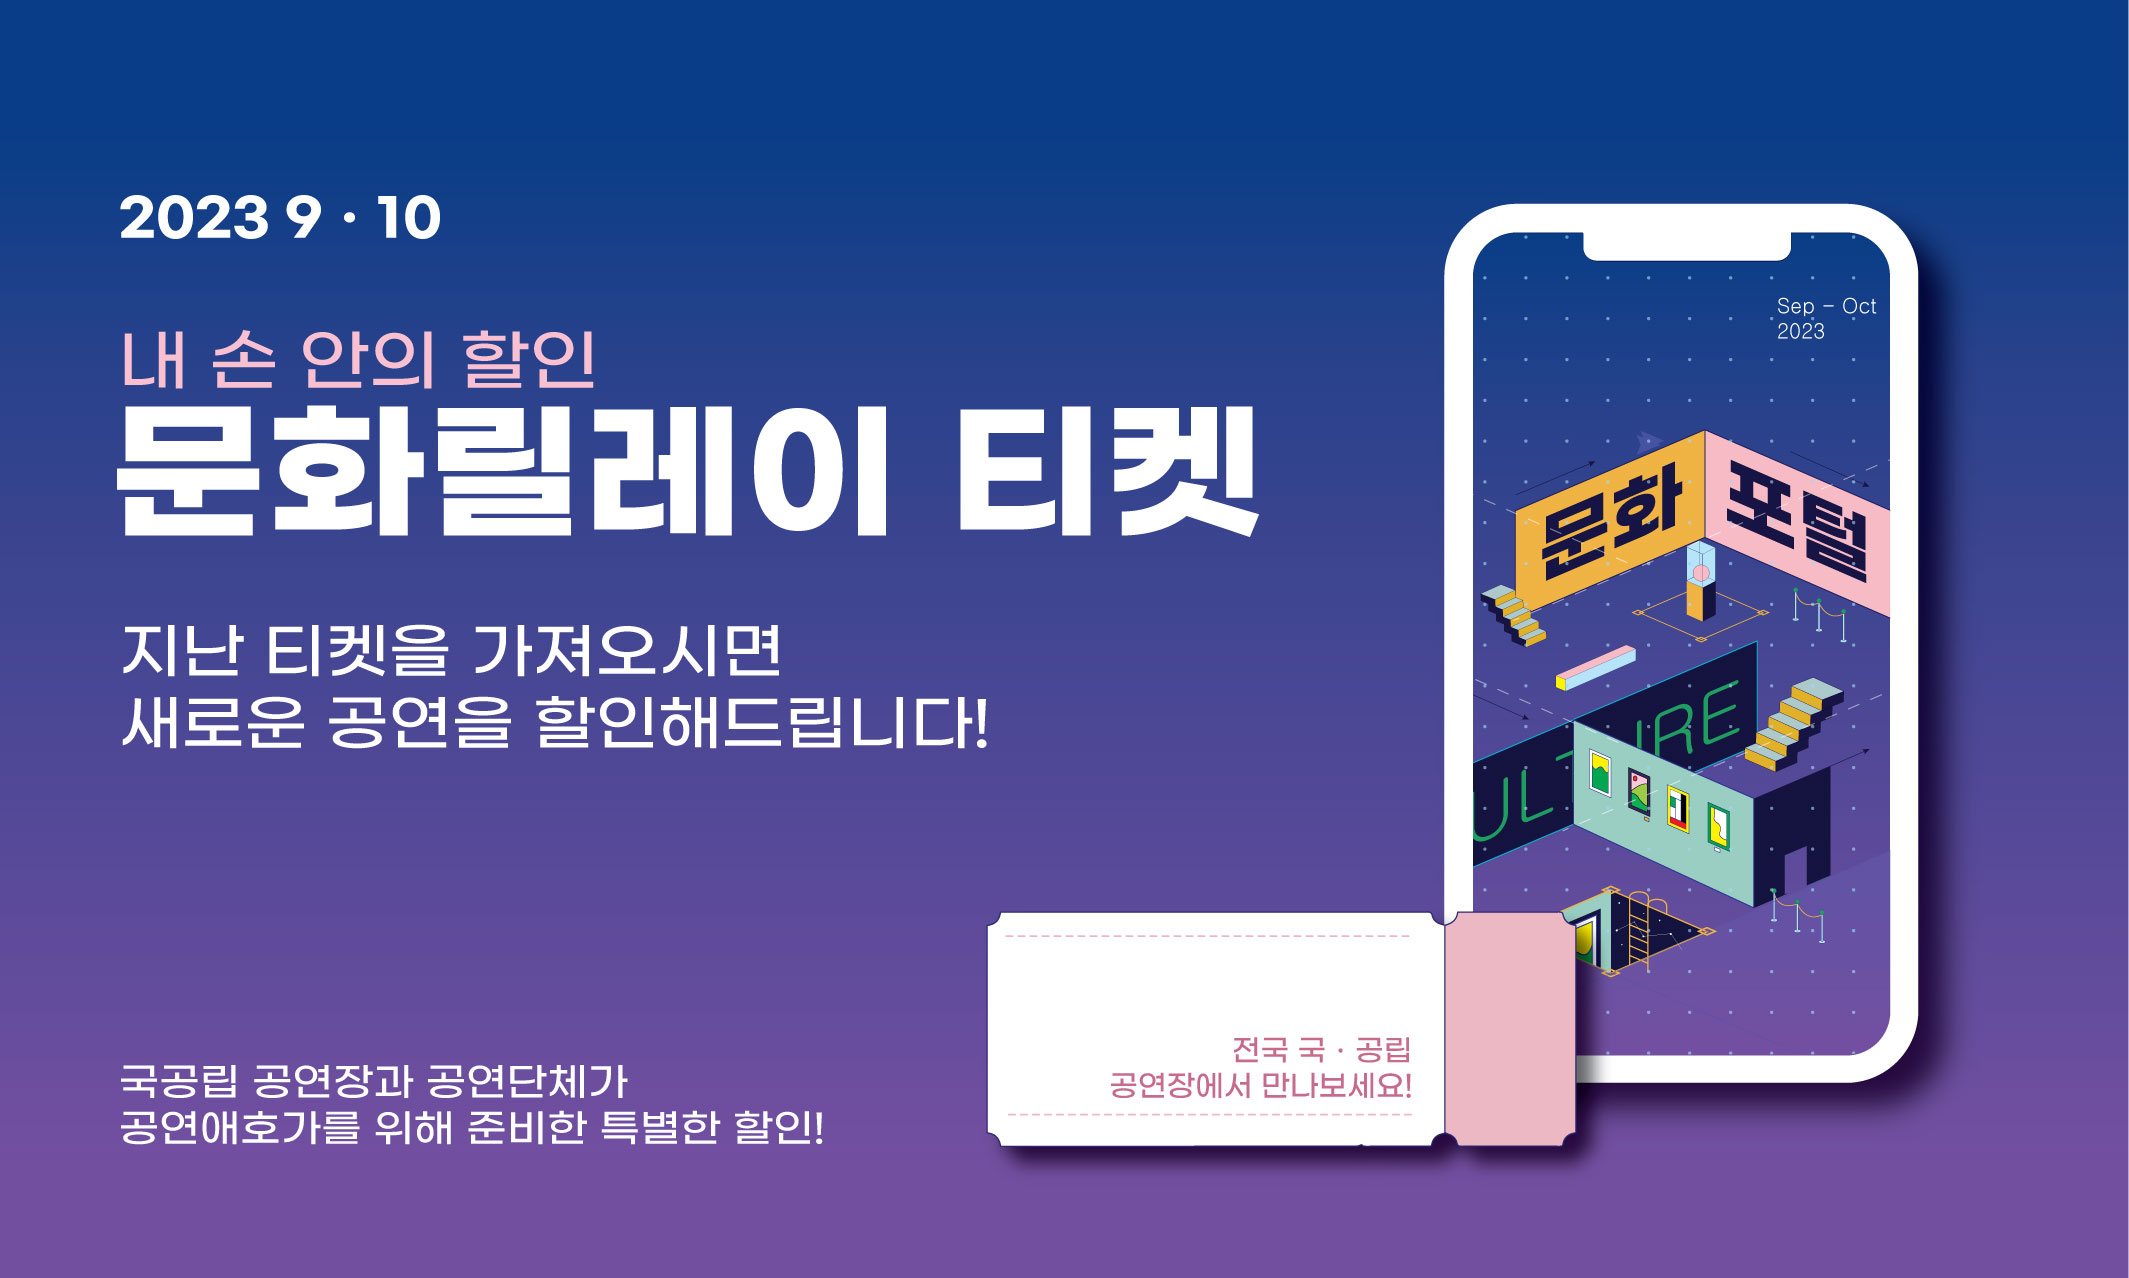 2023 9 · 10
내 손 안의 할인
문화릴레이 티켓
지난 티켓을 가져오시면
새로운 공연을 할인해드립니다!
국공립 공연장과 공연단체가
공연애호가를 위해 준비한 특별한 할인!
Sep - Oct
2023
문화 포털
ULT URE
전국 국 · 공립
공연장에서 만나보세요!